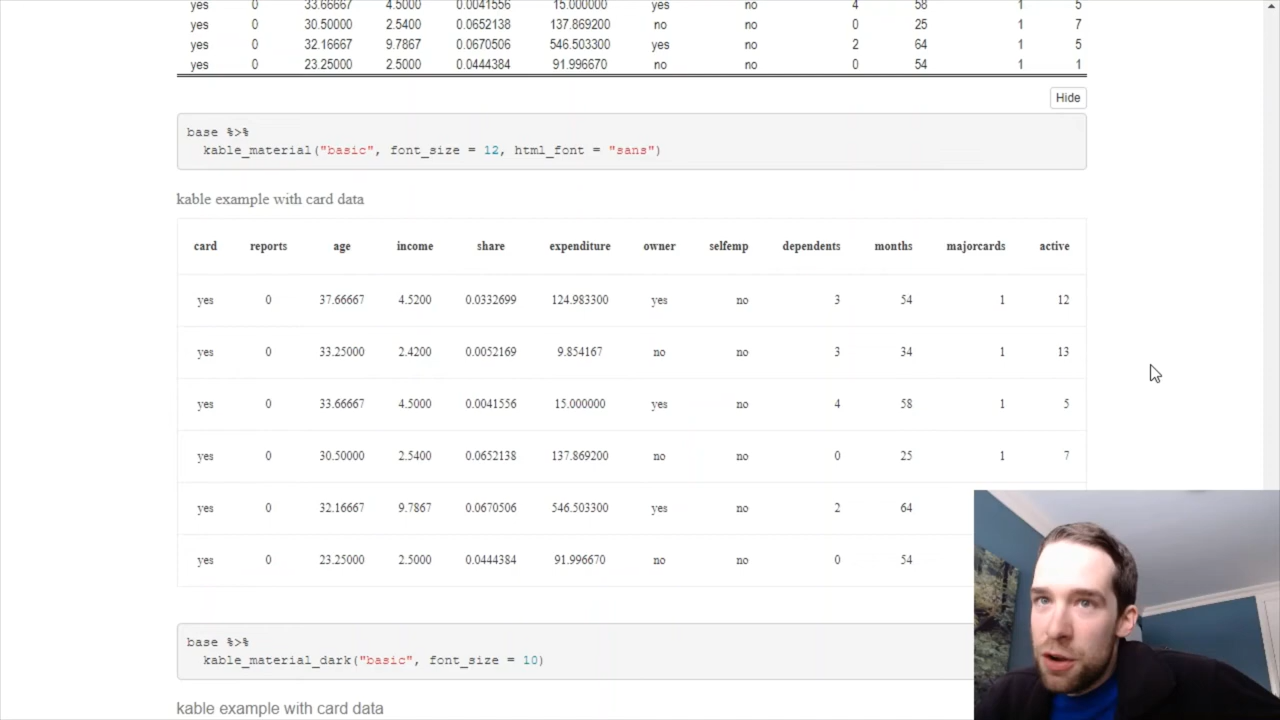 yes 0 33.66667 4.5000 0.0041556 15.000000 yes no 4 58 1 5
yes 0 30.50000 2.5400 0.0652138 137.869200 no no 0 25 1 7
yes 0 32.16667 9.7867 0.0670506 546.503300 yes no 2 64 1 5
yes 0 23.25000 2.5000 0.0444384 91.996670 no no 0 54 1 1
Hide
base %>%
kable_material("basic", font_size = 12, html_font = "sans")
kable example with card data
card reports age income share expenditure owner selfemp dependents months majorcards active
yes 0 37.66667 4.5200 0.0332699 124.983300 yes no 3 54 1 12
yes 0 33.25000 2.4200 0.0052169 9.854167 no no 3 34 1 13
yes 0 33.66667 4.5000 0.0041556 15.000000 yes no 4 58 1 5
yes 0 30.50000 2.5400 0.0652138 137.869200 no no 0 25 1 7
yes 0 32.16667 9.7867 0.0670506 546.503300 yes no 2 64
yes 0 23.25000 2.5000 0.0444384 91.996670 no no 0 54
base %>%
kable_material_dark("basic", font_size = 10)
kable example with card data